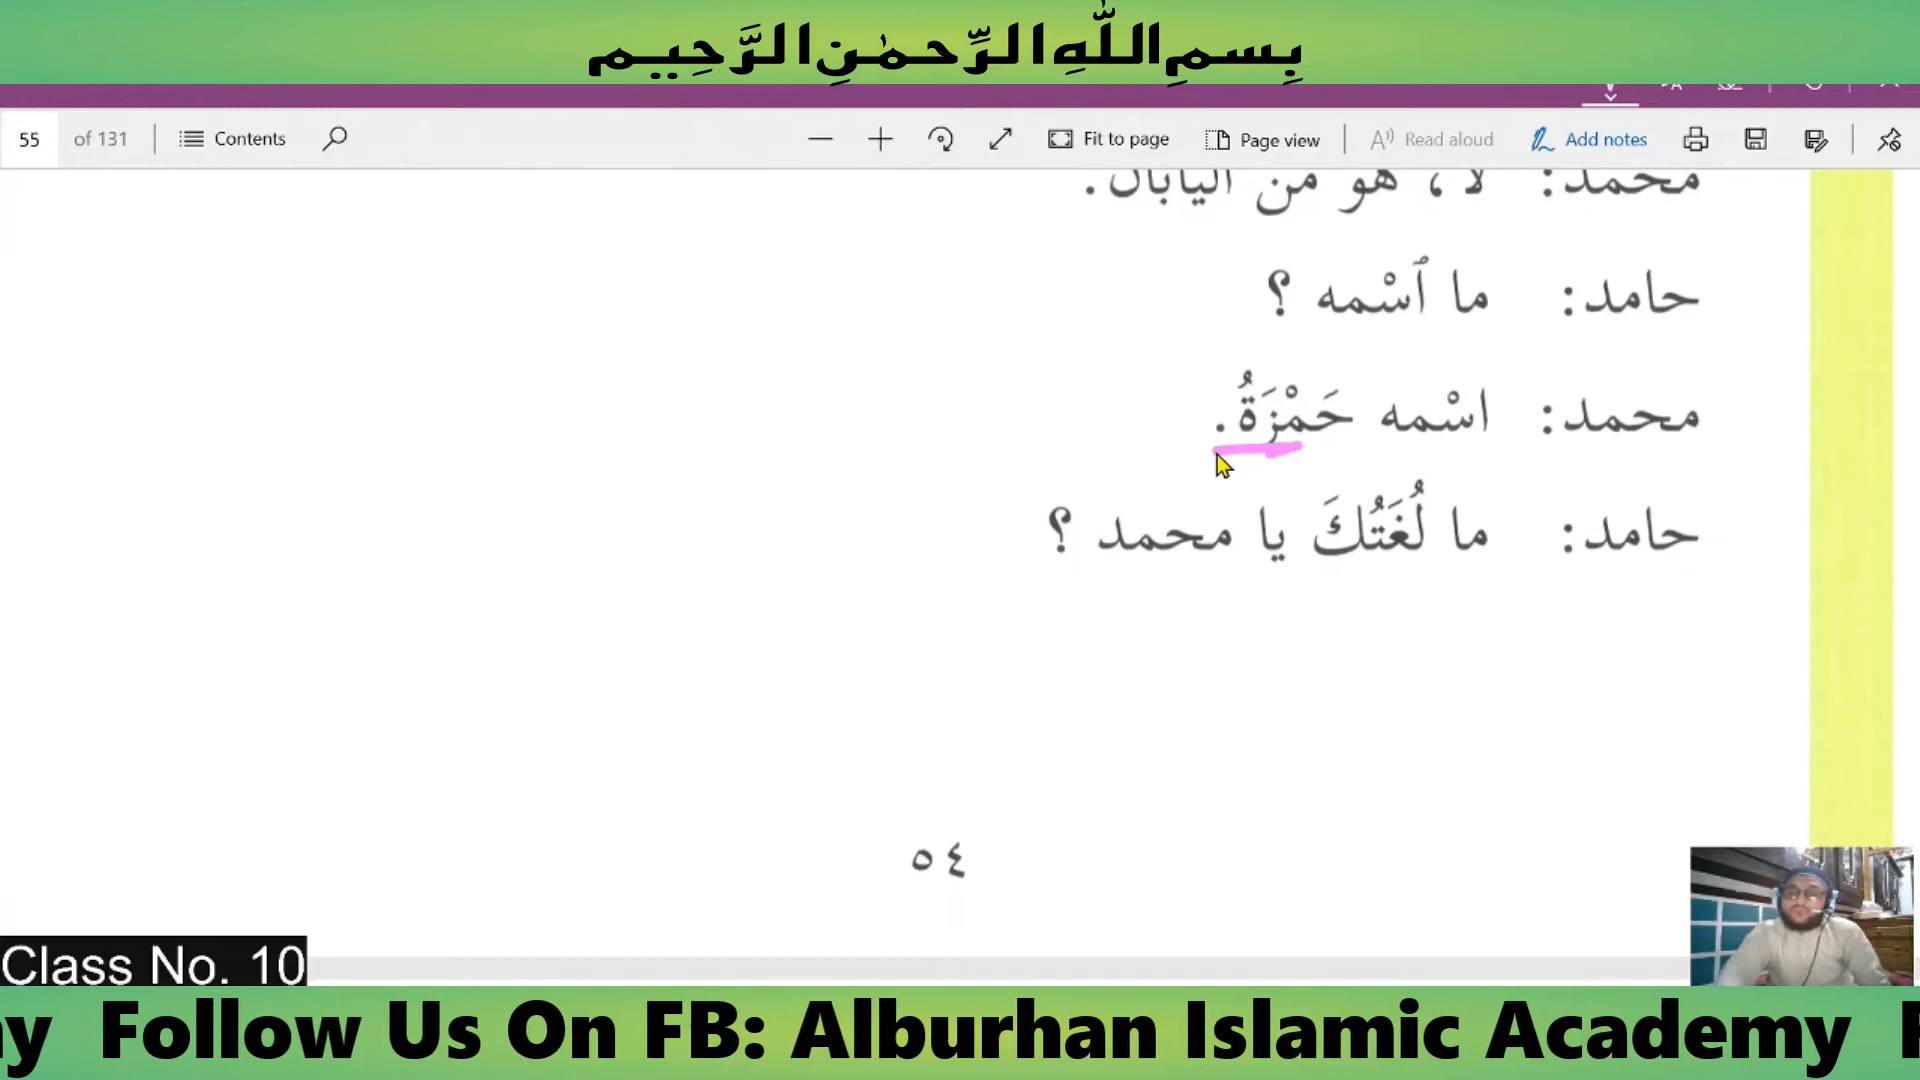 بِسمِ اللّٰهِ الرَّحمٰنِ الرَّحِيم
55 of 131 Contents Fit to page Page view Read aloud Add notes
محمد: لا، هو من اليابان.
حامد: ما ٱسْمه ؟
محمد: اسْمه حَمْزَةُ.
حامد: ما لُغَتُكَ يا محمد ؟
٥٤
Class No. 10
my Follow Us On FB: Alburhan Islamic Academy